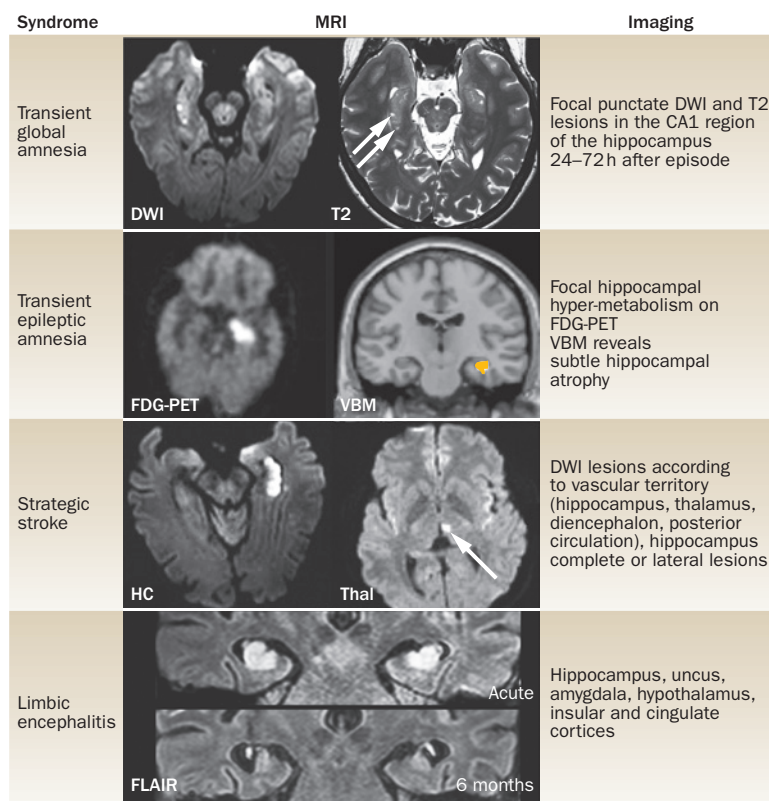 Syndrome
MRI
Imaging
Transient
global
amnesia
DWI
T2
Focal punctate DWI and T2
lesions in the CA1 region
of the hippocampus
24–72h after episode
Transient
epileptic
amnesia
FDG-PET
VBM
Focal hippocampal
hyper-metabolism on
FDG-PET
VBM reveals
subtle hippocampal
atrophy
Strategic
stroke
HC
Thal
DWI lesions according
to vascular territory
(hippocampus, thalamus,
diencephalon, posterior
circulation), hippocampus
complete or lateral lesions
Limbic
encephalitis
Acute
FLAIR
6 months
Hippocampus, uncus,
amygdala, hypothalamus,
insular and cingulate
cortices